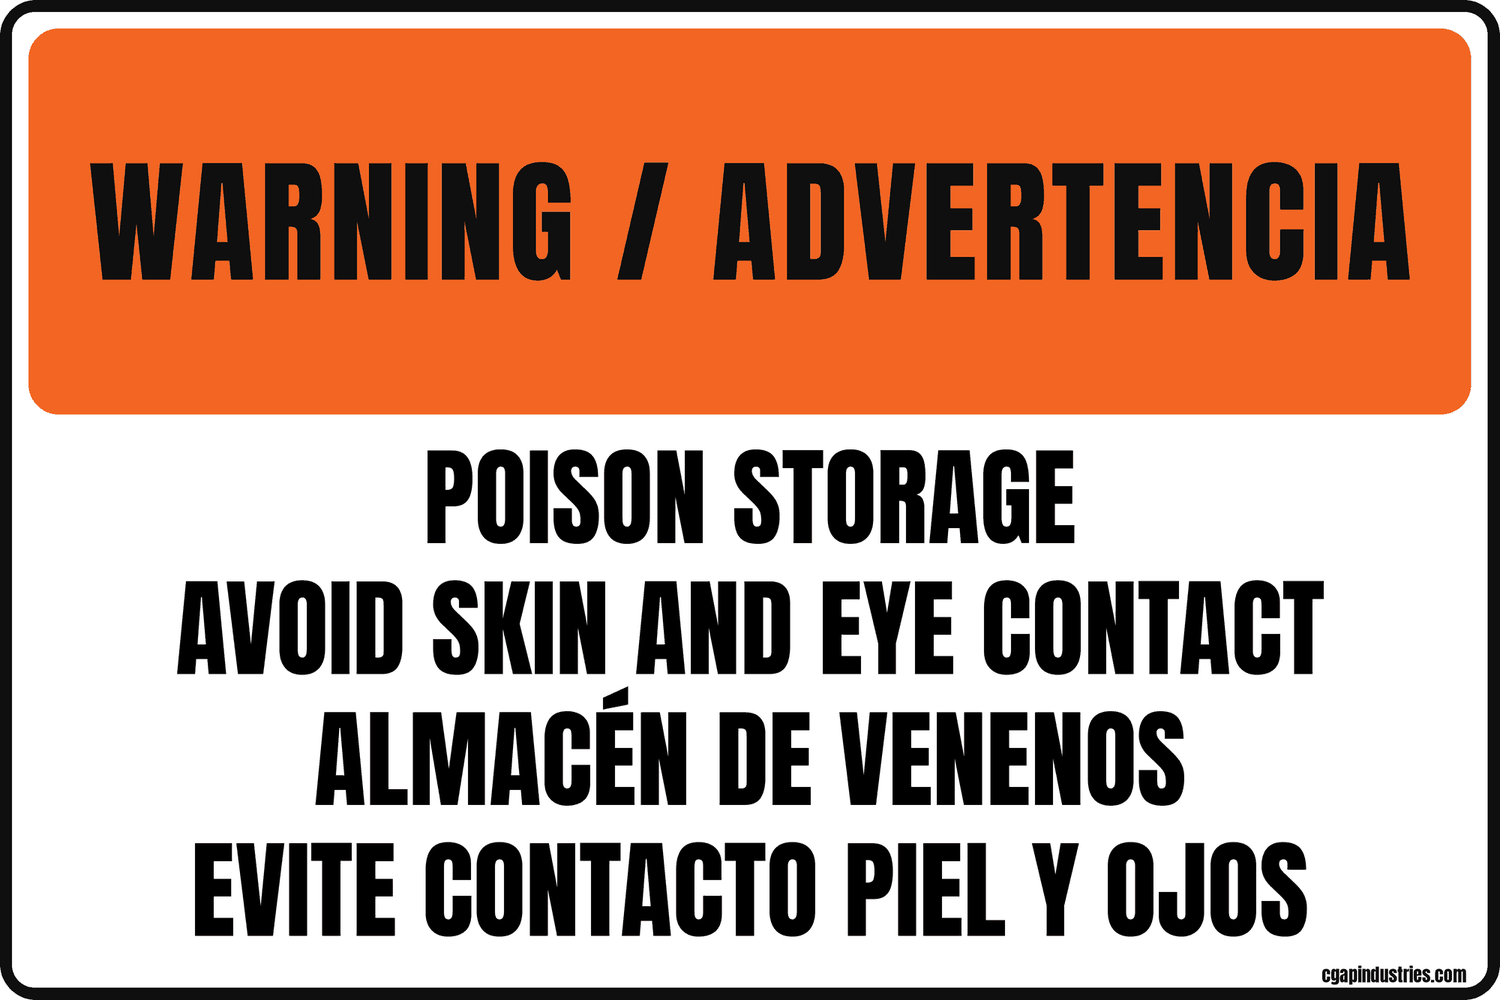 WARNING / ADVERTENCIA
POISON STORAGE
AVOID SKIN AND EYE CONTACT
ALMACÉN DE VENENOS
EVITE CONTACTO PIEL Y OJOS
cgapindustries.com